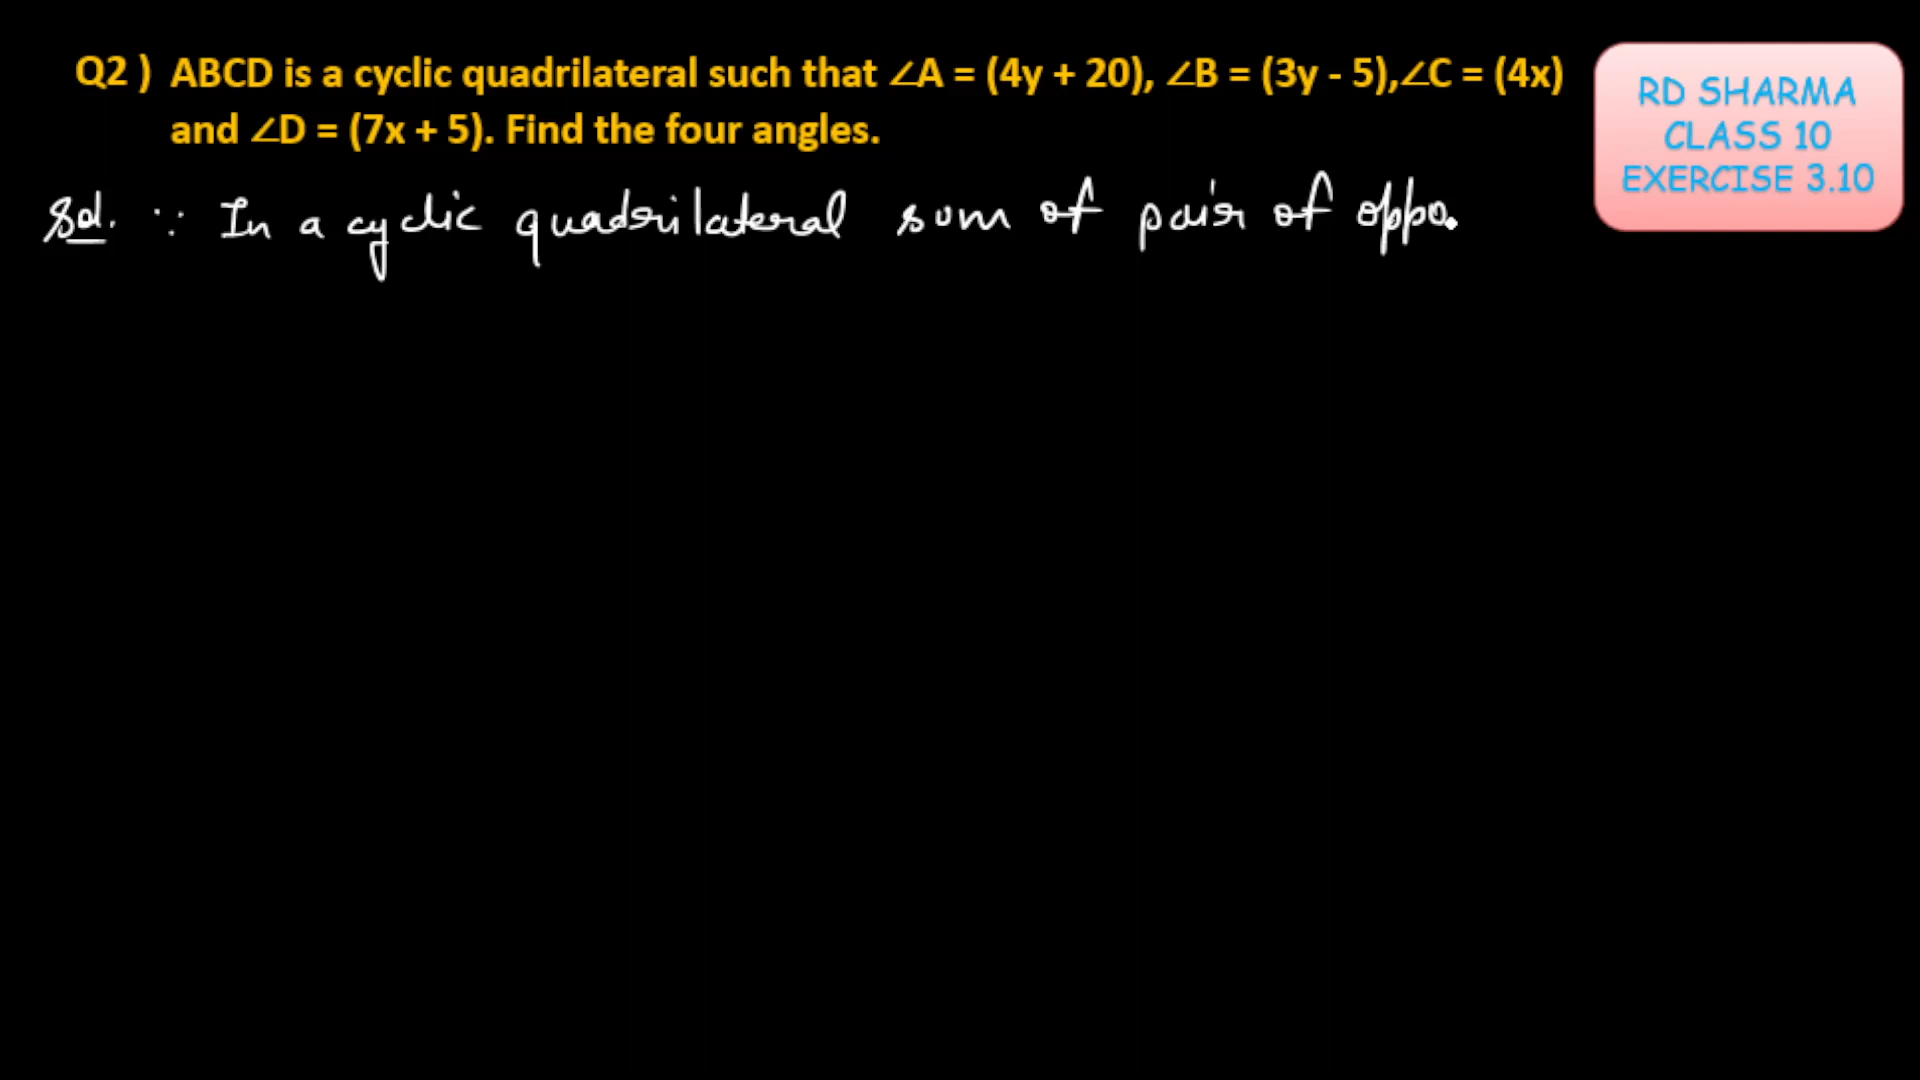 Q2 ) ABCD is a cyclic quadrilateral such that ∠A = (4y + 20), ∠B = (3y - 5),∠C = (4x)
and ∠D = (7x + 5). Find the four angles.
RD SHARMA
CLASS 10
EXERCISE 3.10
Sol. ∵ In a cyclic quadrilateral sum of pair of oppo